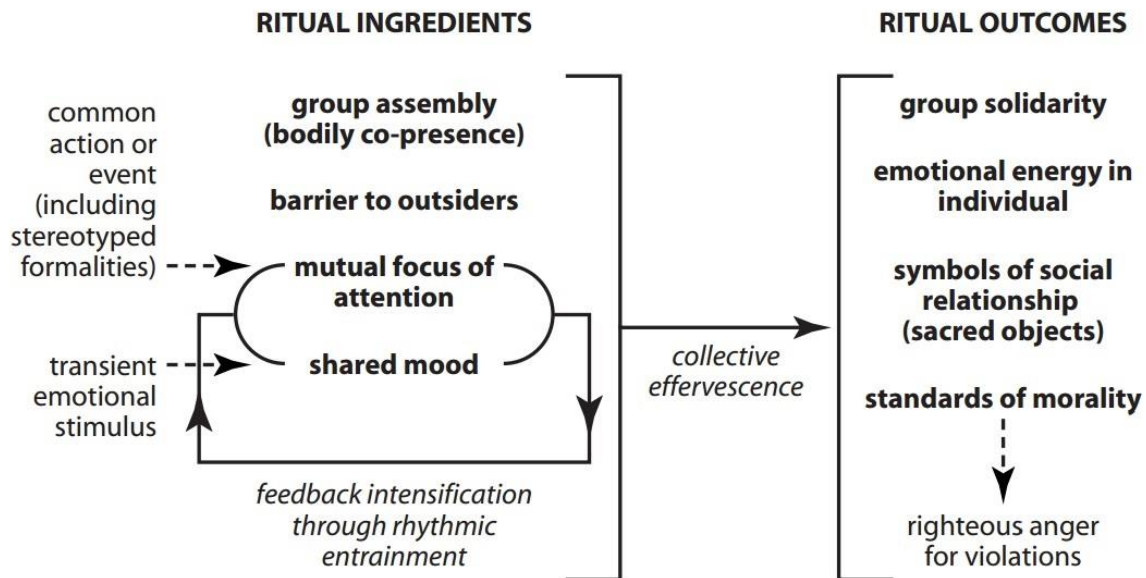 RITUAL INGREDIENTS
common
action or
event
(including
stereotyped
formalities)
transient
emotional
stimulus
group assembly
(bodily co-presence)
barrier to outsiders
mutual focus of
attention
shared mood
feedback intensification
through rhythmic
entrainment
collective
effervescence
RITUAL OUTCOMES
group solidarity
emotional energy in
individual
symbols of social
relationship
(sacred objects)
standards of morality
righteous anger
for violations